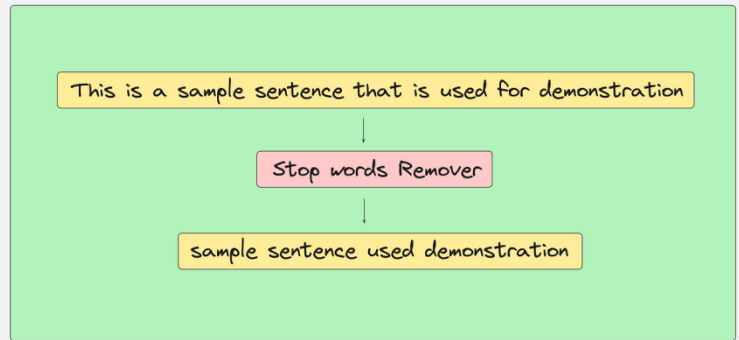 This is a sample sentence that is used for demonstration
Stop words Remover
sample sentence used demonstration